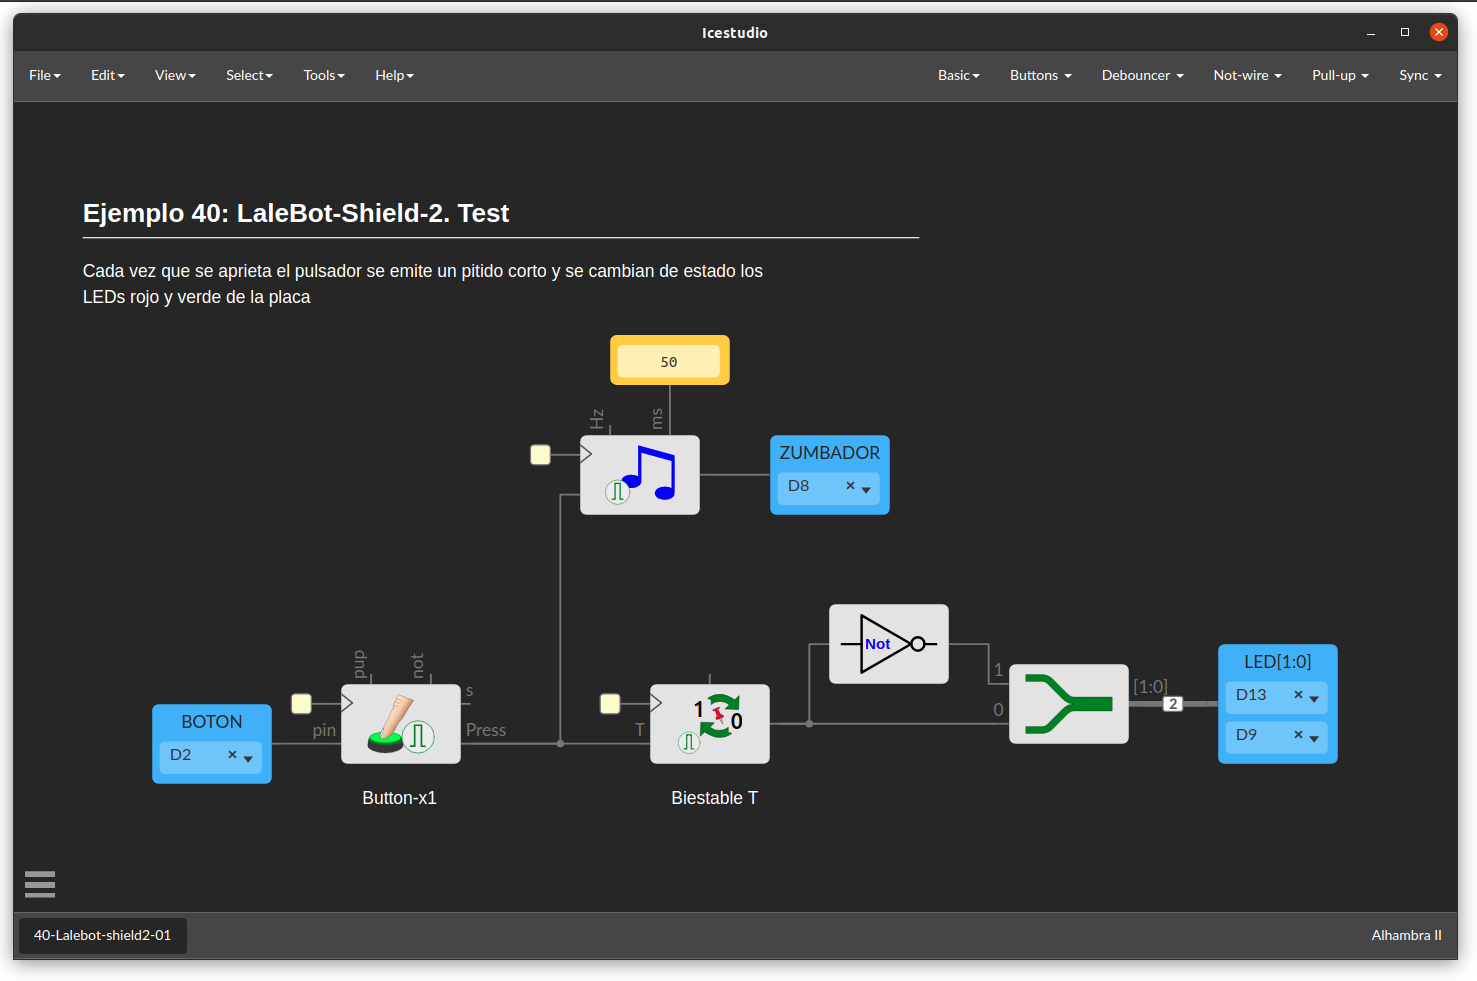 Icestudio
File Edit View Select Tools Help Basic Buttons Debouncer Not-wire Pull-up Sync
Ejemplo 40: LaleBot-Shield-2. Test
Cada vez que se aprieta el pulsador se emite un pitido corto y se cambian de estado los
LEDs rojo y verde de la placa
50
Hz ms
ZUMBADOR
D8
Not
pup not
s
BOTON
D2
pin
Press
T
1 0
1
0
[1:0]
2
LED[1:0]
D13
D9
Button-x1
Biestable T
40-Lalebot-shield2-01
Alhambra II